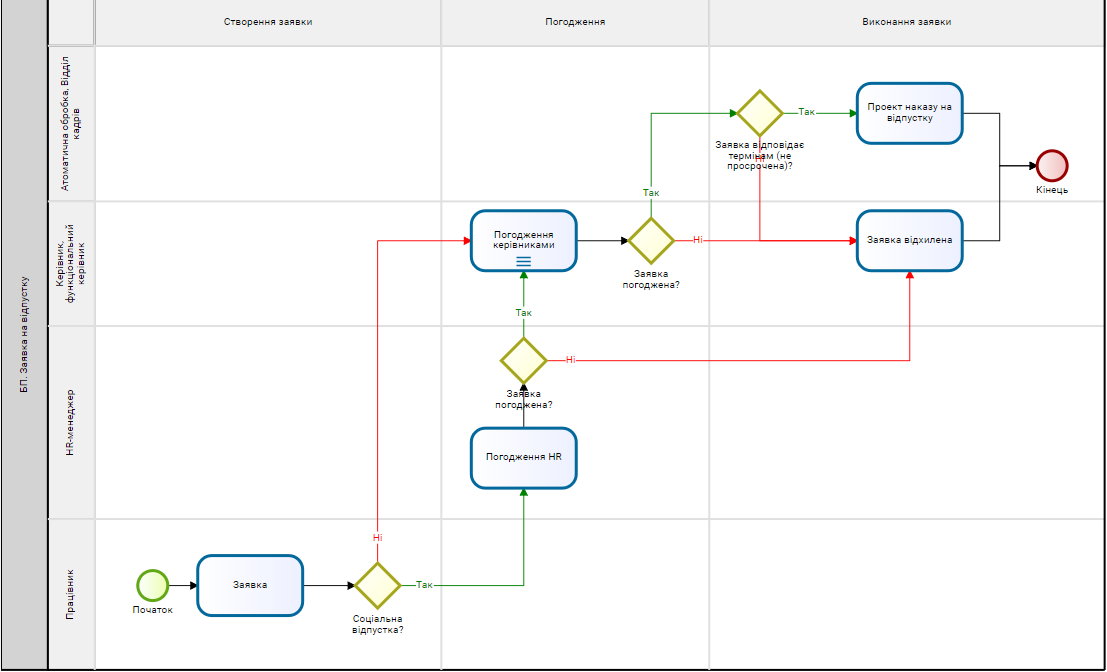 Створення заявки
Погодження
Виконання заявки
БП. Заявка на відпустку
Атоматична обробка, Відділ
кадрів
Так
Проект наказу на
відпустку
Заявка відповідає
термінам (не
просрочена)?
Ні
Так
Кінець
Керівник,
функціональний
керівник
Погодження
керівниками
Ні
Заявка відхилена
Заявка
погоджена?
Так
HR-менеджер
Ні
Заявка
погоджена?
Погодження HR
Працівник
Ні
Початок
Заявка
Так
Соціальна
відпустка?